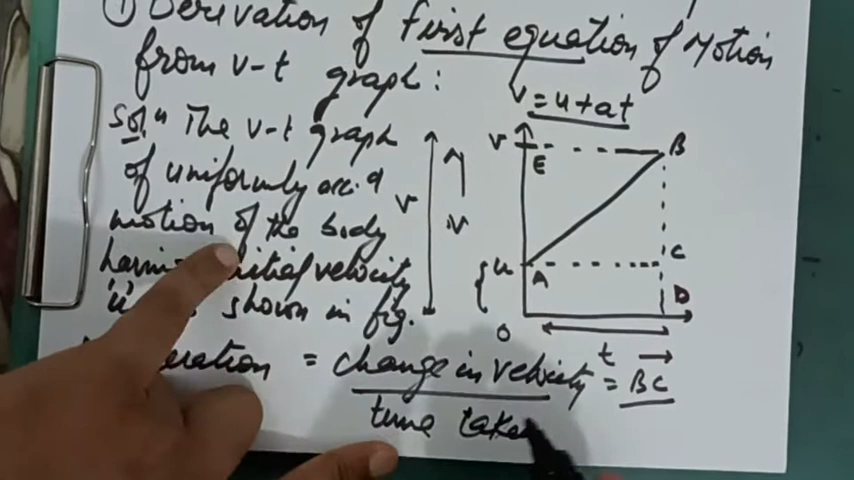 ① Derivation of first equation of Motion
from v-t graph :
v = u + at
Sol.ⁿ The v-t graph
of uniformly acc.d
motion of the body
initial velocity
'u' shown in fig.
= change in velocity = BC
time taken
v
E
B
v
v
u
A
C
D
O
t